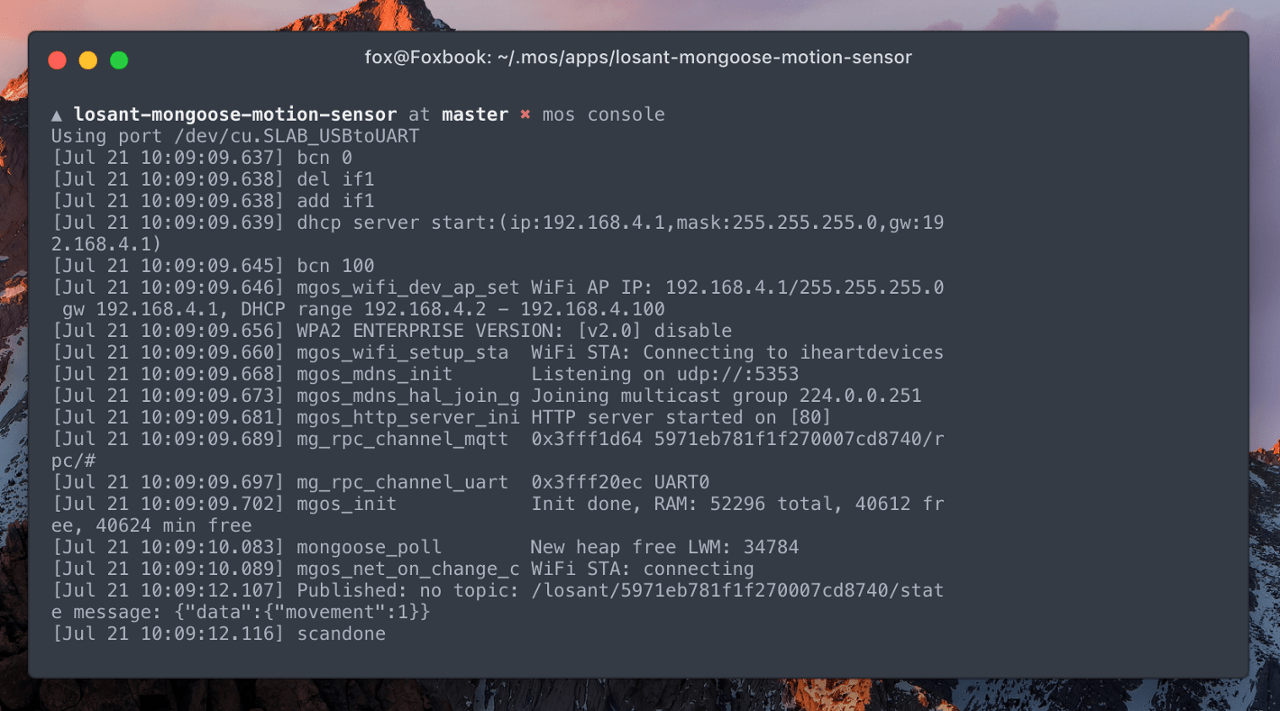 fox@Foxbook: ~/.mos/apps/losant-mongoose-motion-sensor
▲ losant-mongoose-motion-sensor at master ✖ mos console
Using port /dev/cu.SLAB_USBtoUART
[Jul 21 10:09:09.637] bcn 0
[Jul 21 10:09:09.638] del if1
[Jul 21 10:09:09.638] add if1
[Jul 21 10:09:09.639] dhcp server start:(ip:192.168.4.1,mask:255.255.255.0,gw:19
2.168.4.1)
[Jul 21 10:09:09.645] bcn 100
[Jul 21 10:09:09.646] mgos_wifi_dev_ap_set WiFi AP IP: 192.168.4.1/255.255.255.0
 gw 192.168.4.1, DHCP range 192.168.4.2 - 192.168.4.100
[Jul 21 10:09:09.656] WPA2 ENTERPRISE VERSION: [v2.0] disable
[Jul 21 10:09:09.660] mgos_wifi_setup_sta  WiFi STA: Connecting to iheartdevices
[Jul 21 10:09:09.668] mgos_mdns_init       Listening on udp://:5353
[Jul 21 10:09:09.673] mgos_mdns_hal_join_g Joining multicast group 224.0.0.251
[Jul 21 10:09:09.681] mgos_http_server_ini HTTP server started on [80]
[Jul 21 10:09:09.689] mg_rpc_channel_mqtt  0x3fff1d64 5971eb781f1f270007cd8740/r
pc/#
[Jul 21 10:09:09.697] mg_rpc_channel_uart  0x3fff20ec UART0
[Jul 21 10:09:09.702] mgos_init            Init done, RAM: 52296 total, 40612 fr
ee, 40624 min free
[Jul 21 10:09:10.083] mongoose_poll        New heap free LWM: 34784
[Jul 21 10:09:10.089] mgos_net_on_change_c WiFi STA: connecting
[Jul 21 10:09:12.107] Published: no topic: /losant/5971eb781f1f270007cd8740/stat
e message: {"data":{"movement":1}}
[Jul 21 10:09:12.116] scandone